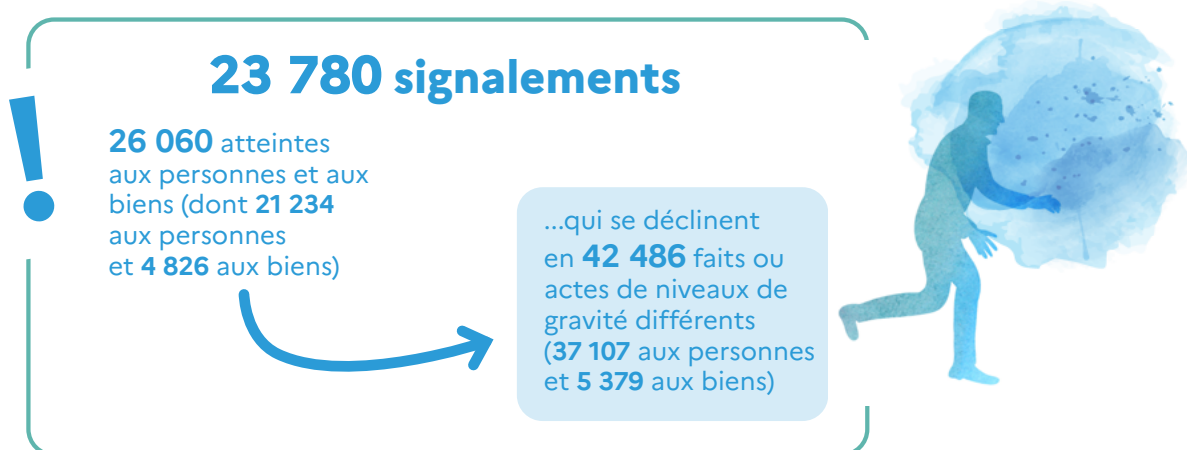 23 780 signalements
26 060 atteintes
aux personnes et aux
biens (dont 21 234
aux personnes
et 4 826 aux biens)
...qui se déclinent
en 42 486 faits ou
actes de niveaux de
gravité différents
(37 107 aux personnes
et 5 379 aux biens)